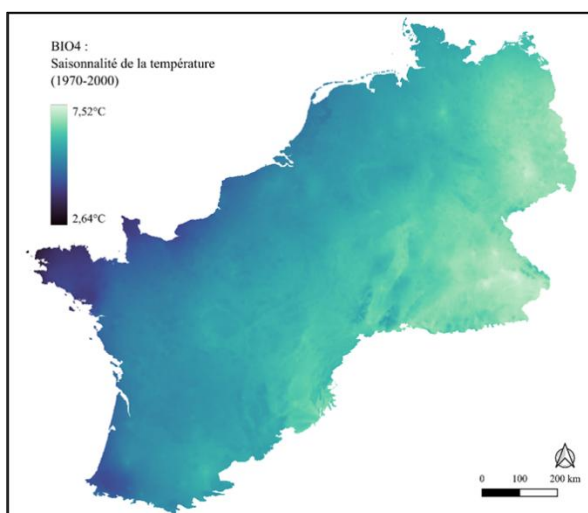 BIO4 :
Saisonnalité de la température
(1970-2000)
7,52°C
2,64°C
0 100 200 km